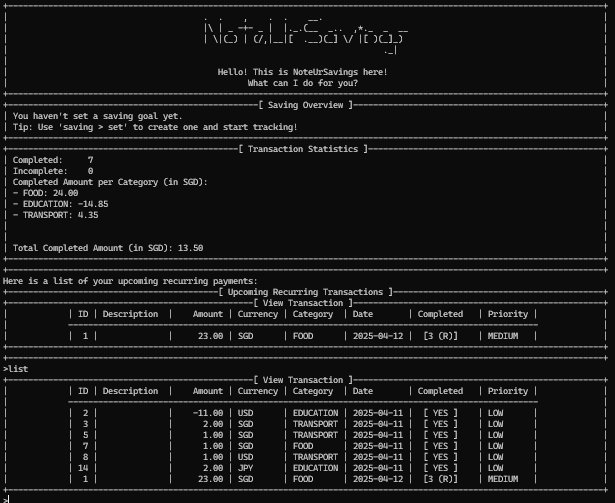 Hello! This is NoteUrSavings here!
What can I do for you?
[ Saving Overview ]
You haven't set a saving goal yet.
Tip: Use 'saving > set' to create one and start tracking!
[ Transaction Statistics ]
Completed: 7
Incomplete: 0
Completed Amount per Category (in SGD):
- FOOD: 24.00
- EDUCATION: -14.85
- TRANSPORT: 4.35
Total Completed Amount (in SGD): 13.50
Here is a list of your upcoming recurring payments:
[ Upcoming Recurring Transactions ]
[ View Transaction ]
| ID | Description | Amount | Currency | Category | Date | Completed | Priority |
| 1 | | 23.00 | SGD | FOOD | 2025-04-12 | [3 (R)] | MEDIUM |
>list
[ View Transaction ]
| ID | Description | Amount | Currency | Category | Date | Completed | Priority |
| 2 | | -11.00 | USD | EDUCATION | 2025-04-11 | [ YES ] | LOW |
| 3 | | 2.00 | SGD | TRANSPORT | 2025-04-11 | [ YES ] | LOW |
| 5 | | 1.00 | SGD | TRANSPORT | 2025-04-11 | [ YES ] | LOW |
| 7 | | 1.00 | SGD | FOOD | 2025-04-11 | [ YES ] | LOW |
| 8 | | 1.00 | USD | TRANSPORT | 2025-04-11 | [ YES ] | LOW |
| 14 | | 2.00 | JPY | EDUCATION | 2025-04-11 | [ YES ] | LOW |
| 1 | | 23.00 | SGD | FOOD | 2025-04-12 | [3 (R)] | MEDIUM |
>